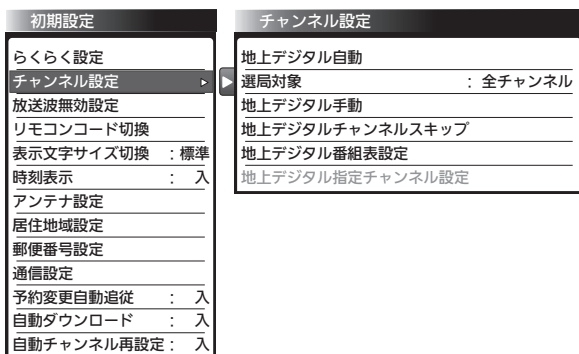 初期設定
らくらく設定
チャンネル設定
放送波無効設定
リモコンコード切換
表示文字サイズ切換 :標準
時刻表示 : 入
アンテナ設定
居住地域設定
郵便番号設定
通信設定
予約変更自動追従 : 入
自動ダウンロード : 入
自動チャンネル再設定: 入
チャンネル設定
地上デジタル自動
選局対象 : 全チャンネル
地上デジタル手動
地上デジタルチャンネルスキップ
地上デジタル番組表設定
地上デジタル指定チャンネル設定